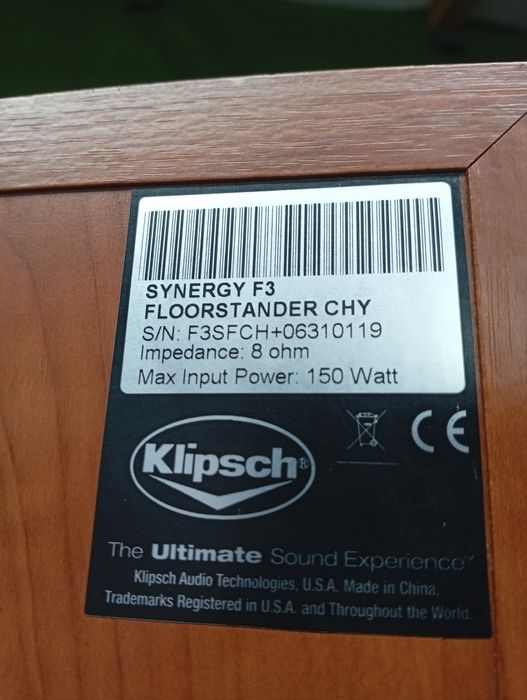 SYNERGY F3
FLOORSTANDER CHY
S/N: F3SFCH+06310119
Impedance: 8 ohm
Max Input Power: 150 Watt
CE
Klipsch®
The Ultimate Sound Experience™
Klipsch Audio Technologies, U.S.A. Made in China.
Trademarks Registered in U.S.A. and Throughout the World.